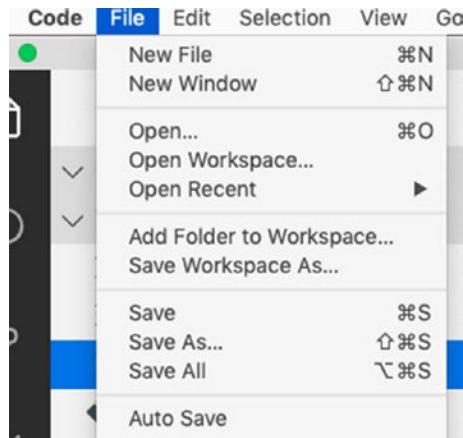 Code File Edit Selection View Go
New File ⌘N
New Window ⇧⌘N
Open... ⌘O
Open Workspace...
Open Recent ▶
Add Folder to Workspace...
Save Workspace As...
Save ⌘S
Save As... ⇧⌘S
Save All ⌥⌘S
Auto Save